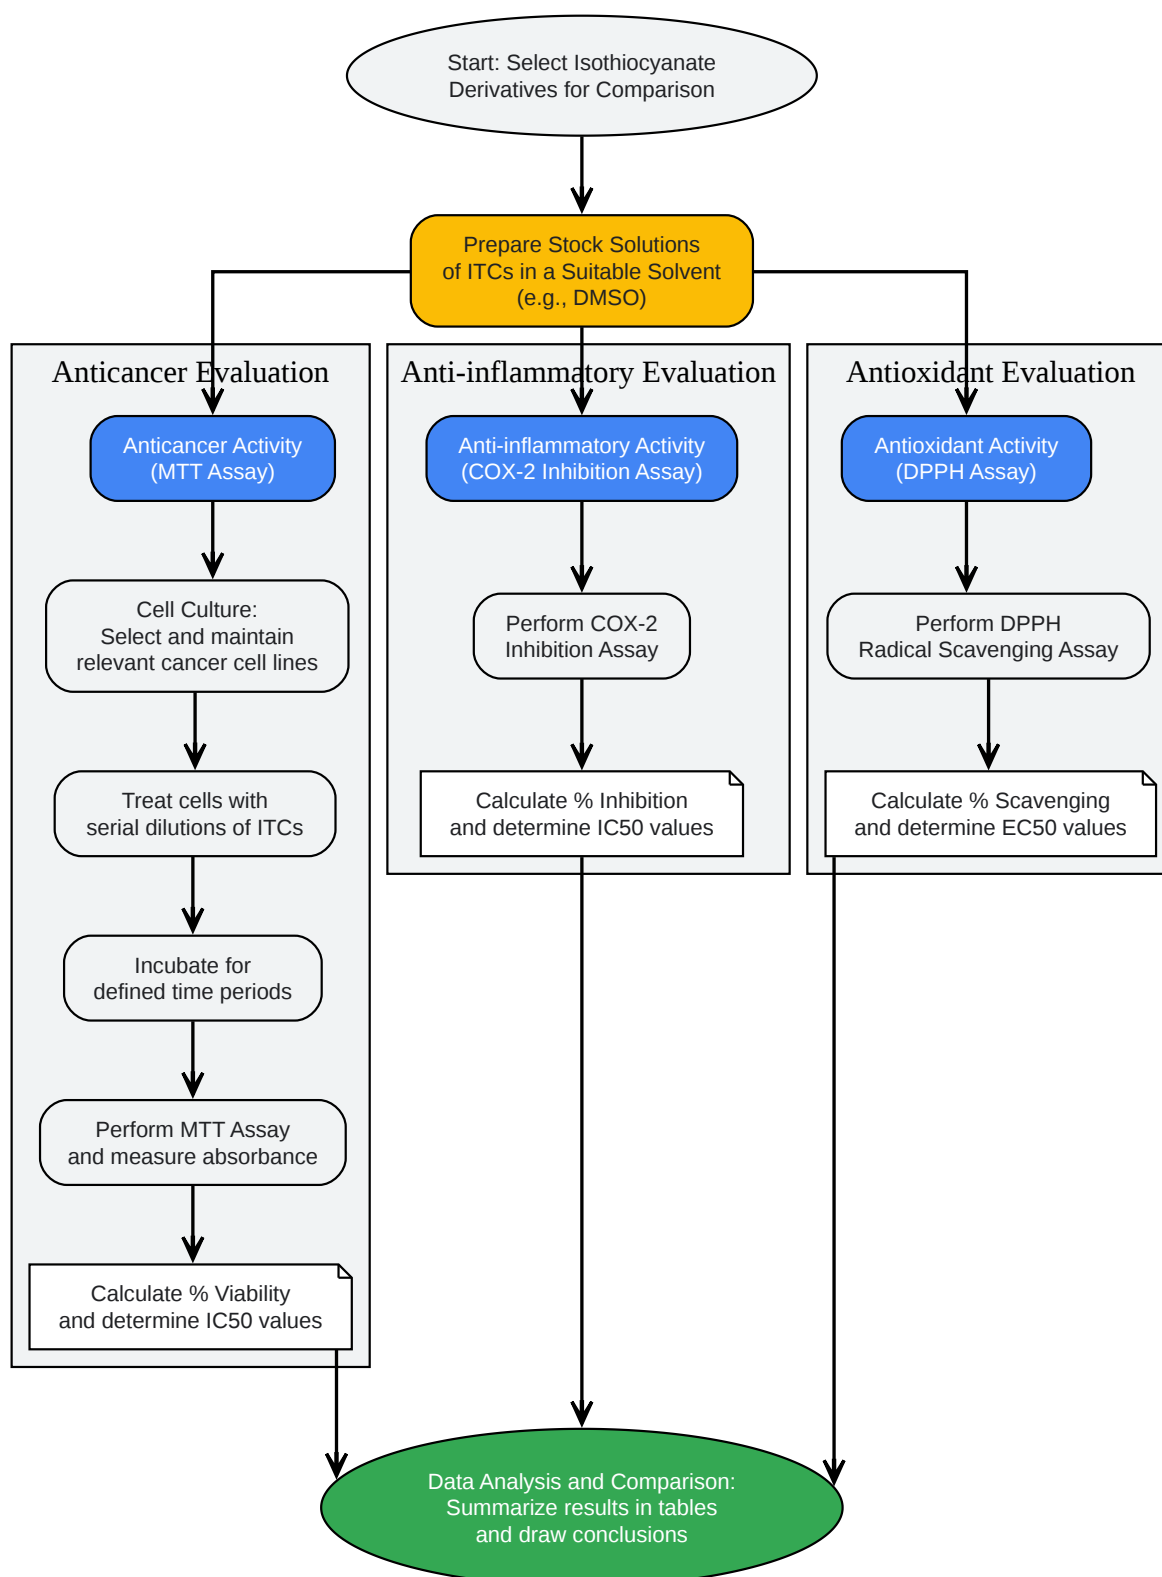 Start: Select Isothiocyanate
Derivatives for Comparison
Prepare Stock Solutions
of ITCs in a Suitable Solvent
(e.g., DMSO)
Anticancer Evaluation
Anticancer Activity
(MTT Assay)
Cell Culture:
Select and maintain
relevant cancer cell lines
Treat cells with
serial dilutions of ITCs
Incubate for
defined time periods
Perform MTT Assay
and measure absorbance
Calculate % Viability
and determine IC50 values
Anti-inflammatory Evaluation
Anti-inflammatory Activity
(COX-2 Inhibition Assay)
Perform COX-2
Inhibition Assay
Calculate % Inhibition
and determine IC50 values
Antioxidant Evaluation
Antioxidant Activity
(DPPH Assay)
Perform DPPH
Radical Scavenging Assay
Calculate % Scavenging
and determine EC50 values
Data Analysis and Comparison:
Summarize results in tables
and draw conclusions